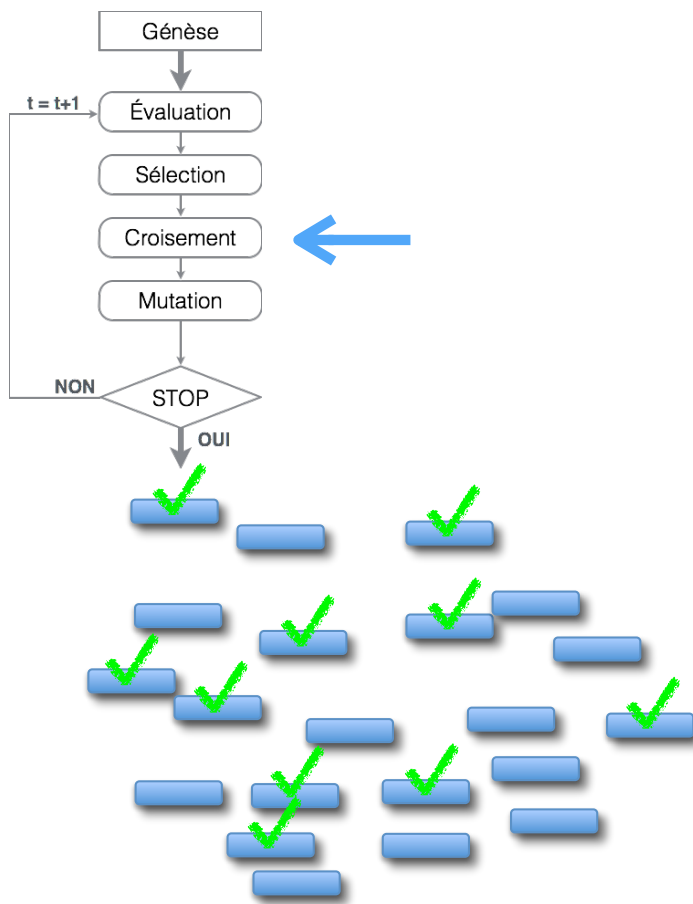 Génèse
t = t+1
Évaluation
Sélection
Croisement
Mutation
NON
STOP
OUI